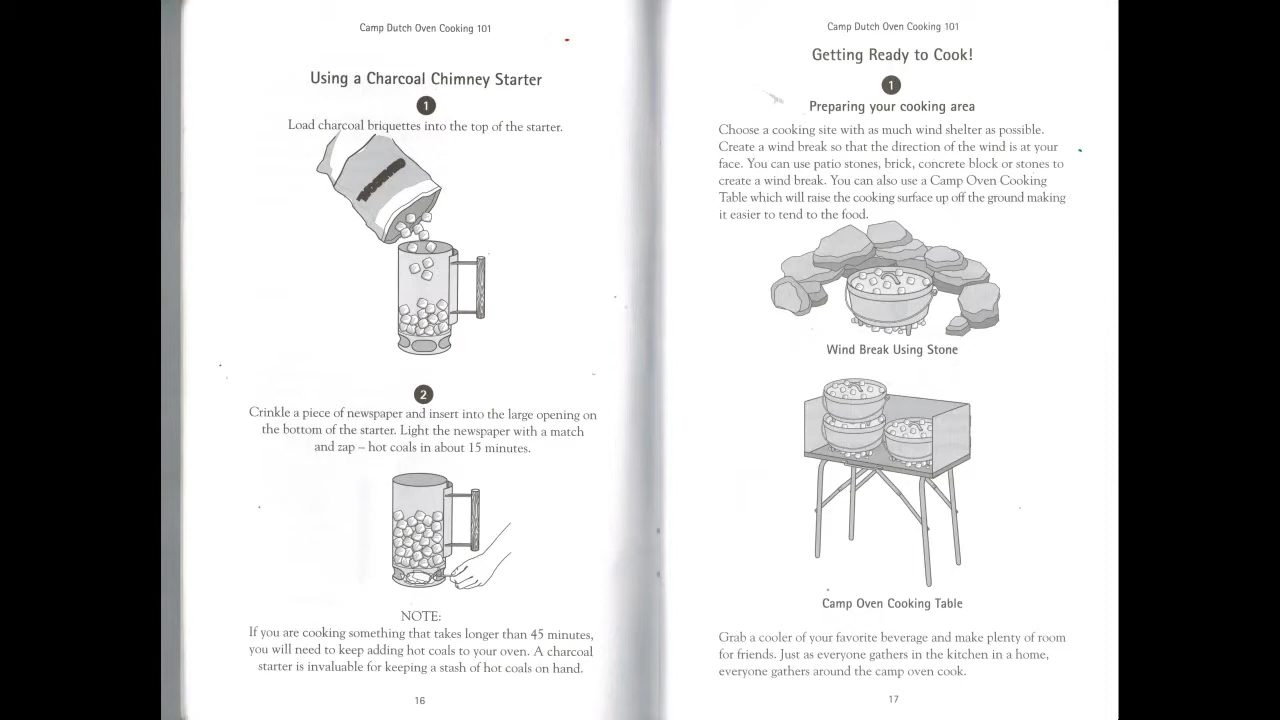 Camp Dutch Oven Cooking 101
Using a Charcoal Chimney Starter
1
Load charcoal briquettes into the top of the starter.
CHARCOAL
2
Crinkle a piece of newspaper and insert into the large opening on
the bottom of the starter. Light the newspaper with a match
and zap – hot coals in about 15 minutes.
NOTE:
If you are cooking something that takes longer than 45 minutes,
you will need to keep adding hot coals to your oven. A charcoal
starter is invaluable for keeping a stash of hot coals on hand.
16
Camp Dutch Oven Cooking 101
Getting Ready to Cook!
1
Preparing your cooking area
Choose a cooking site with as much wind shelter as possible.
Create a wind break so that the direction of the wind is at your
face. You can use patio stones, brick, concrete block or stones to
create a wind break. You can also use a Camp Oven Cooking
Table which will raise the cooking surface up off the ground making
it easier to tend to the food.
Wind Break Using Stone
Camp Oven Cooking Table
Grab a cooler of your favorite beverage and make plenty of room
for friends. Just as everyone gathers in the kitchen in a home,
everyone gathers around the camp oven cook.
17